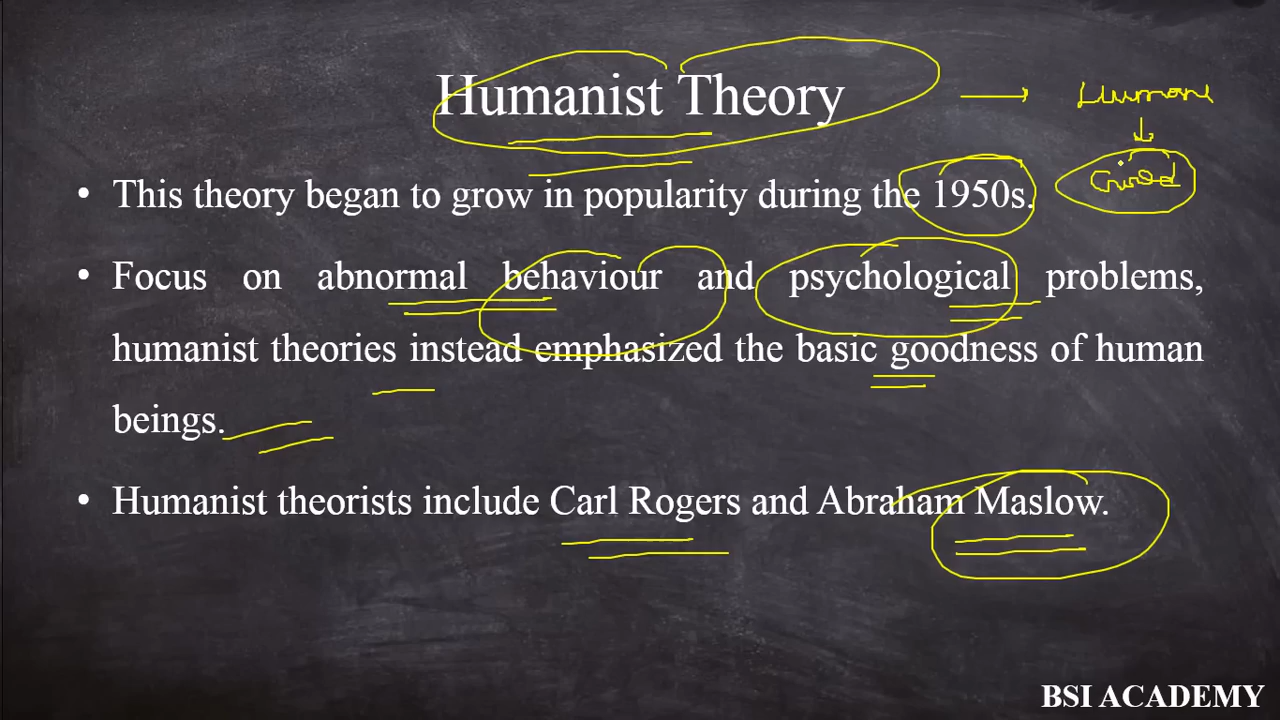 Humanist Theory
Human
• This theory began to grow in popularity during the 1950s.
• Focus on abnormal behaviour and psychological problems,
humanist theories instead emphasized the basic goodness of human
beings.
• Humanist theorists include Carl Rogers and Abraham Maslow.
BSI ACADEMY